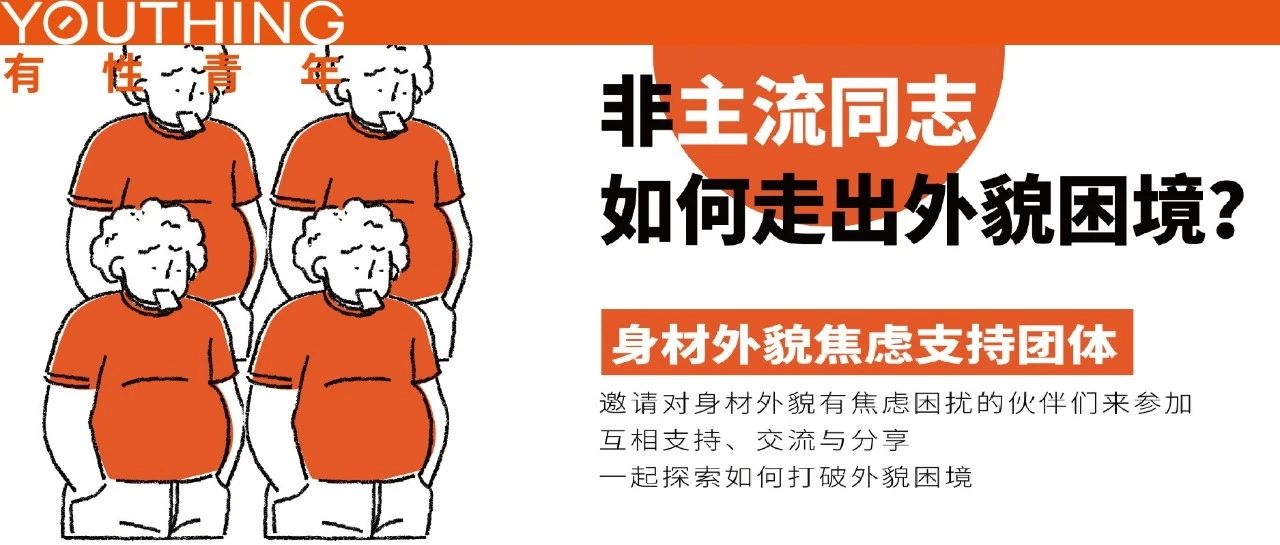 YOUTHING
有性青年
非主流同志
如何走出外貌困境？
身材外貌焦虑支持团体
邀请对身材外貌有焦虑困扰的伙伴们来参加
互相支持、交流与分享
一起探索如何打破外貌困境